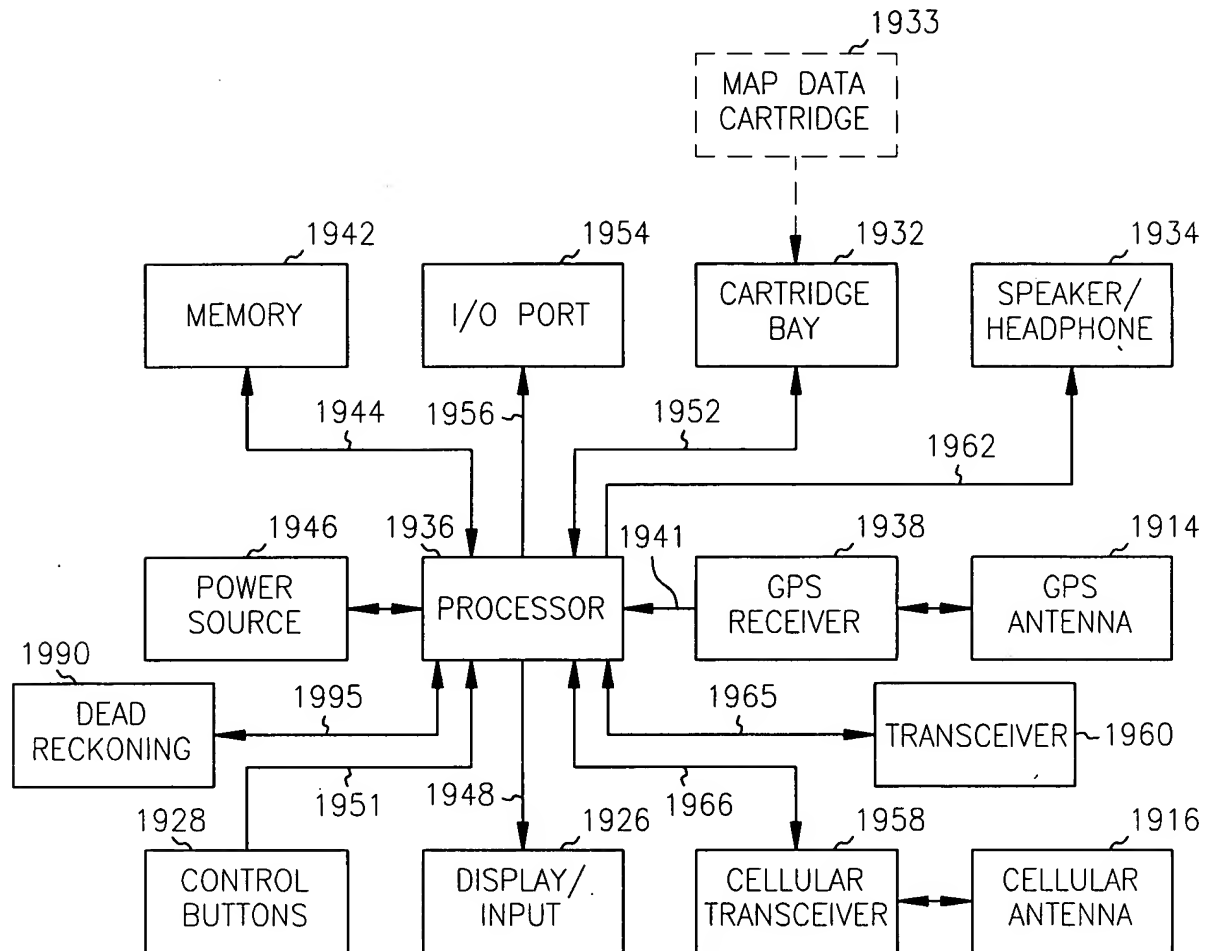 1933
MAP DATA
CARTRIDGE
1942
1954
1932
1934
MEMORY
I/O PORT
CARTRIDGE
BAY
SPEAKER/
HEADPHONE
1944
1956
1952
1962
1946
1936
1941
1938
1914
POWER
SOURCE
PROCESSOR
GPS
RECEIVER
GPS
ANTENNA
1990
DEAD
RECKONING
1995
1965
TRANSCEIVER
1960
1951
1948
1966
1928
1926
1958
1916
CONTROL
BUTTONS
DISPLAY/
INPUT
CELLULAR
TRANSCEIVER
CELLULAR
ANTENNA